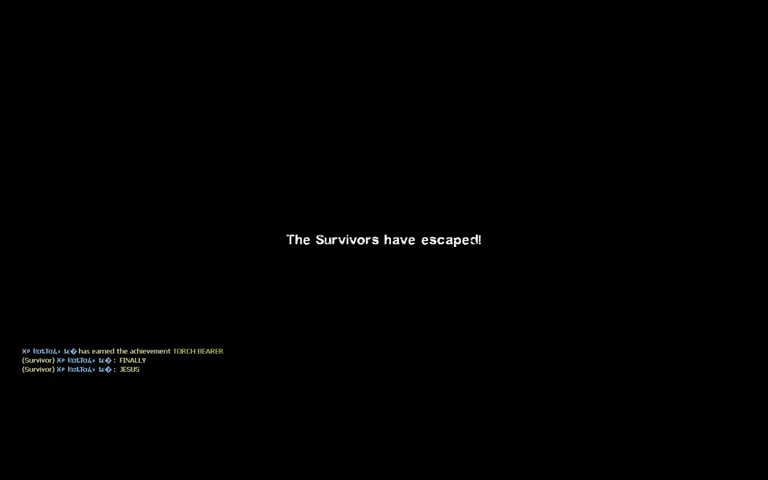 The Survivors have escaped!
has earned the achievement TORCH BEARER
(Survivor) : FINALLY
(Survivor) : JESUS